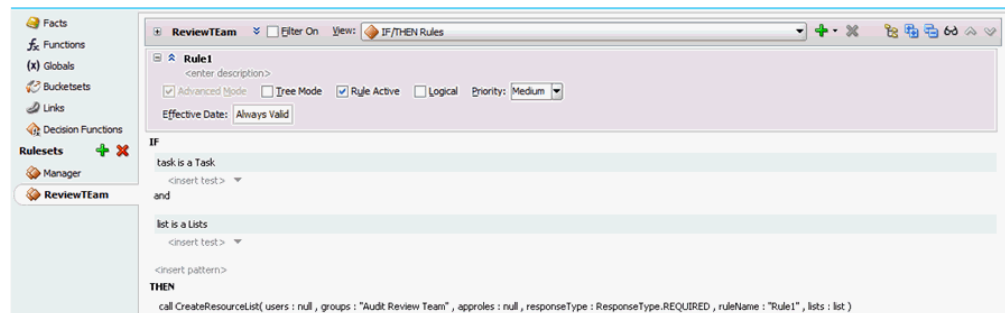 Facts
fx Functions
(x) Globals
Bucketsets
Links
Decision Functions
Rulesets
Manager
ReviewTEam
ReviewTEam Filter On View: IF/THEN Rules
Rule1
<enter description>
Advanced Mode Tree Mode Rule Active Logical Priority: Medium
Effective Date: Always Valid
IF
task is a Task
<insert test>
and
list is a Lists
<insert test>
<insert pattern>
THEN
call CreateResourceList( users : null , groups : "Audit Review Team" , approles : null , responseType : ResponseType.REQUIRED , ruleName : "Rule1" , lists : list )